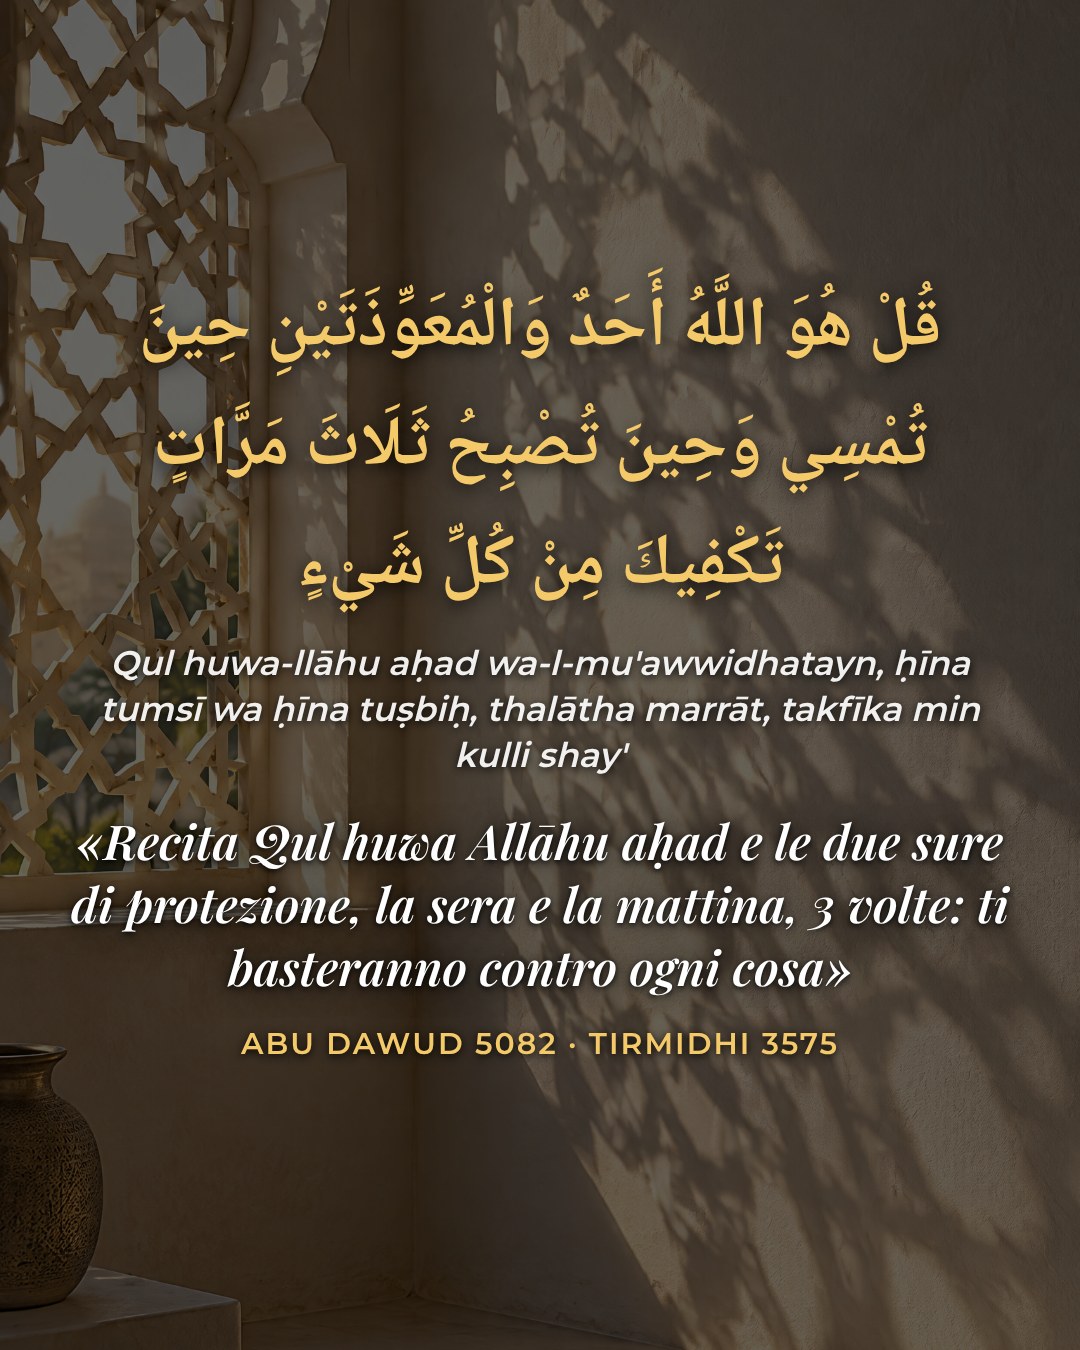 قُلْ هُوَ اللَّهُ أَحَدٌ وَالْمُعَوِّذَتَيْنِ حِينَ
تُمْسِي وَحِينَ تُصْبِحُ ثَلَاثَ مَرَّاتٍ
تَكْفِيكَ مِنْ كُلِّ شَيْءٍ
Qul huwa-llāhu aḥad wa-l-mu'awwidhatayn, ḥīna
tumsī wa ḥīna tuṣbiḥ, thalātha marrāt, takfīka min
kulli shay'
«Recita Qul huwa Allāhu aḥad e le due sure
di protezione, la sera e la mattina, 3 volte: ti
basteranno contro ogni cosa»
ABU DAWUD 5082 · TIRMIDHI 3575